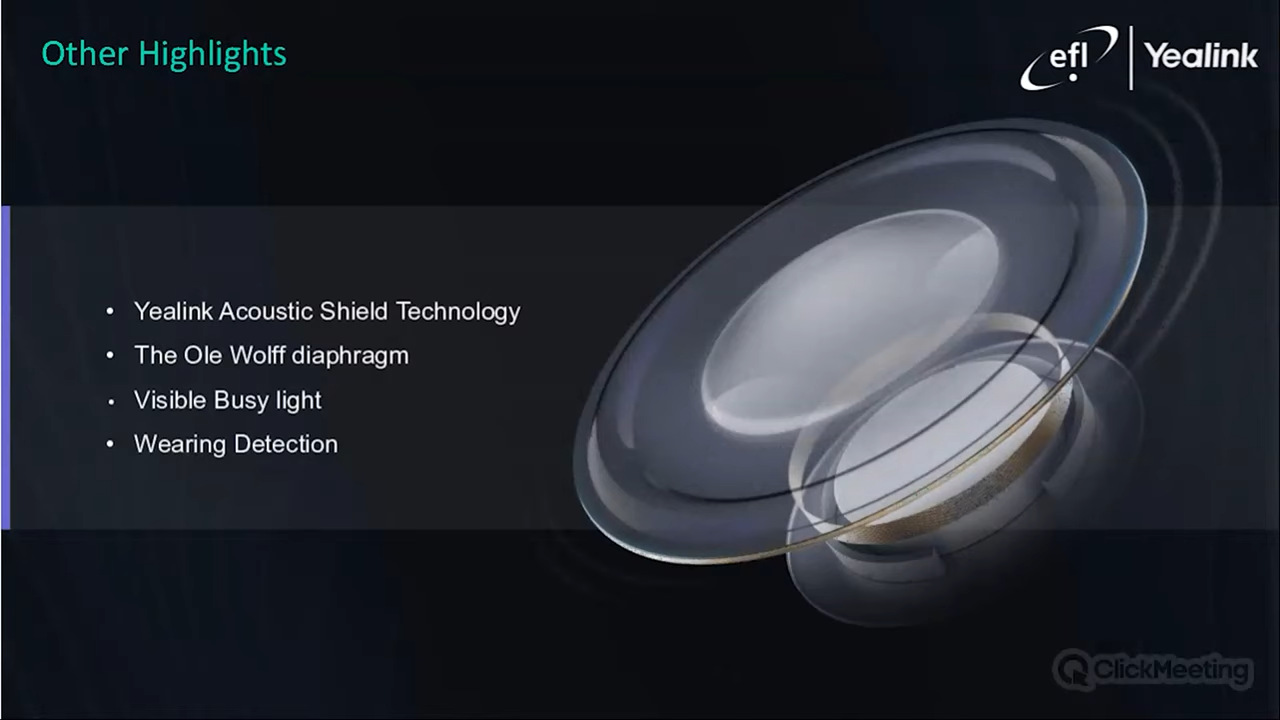 Other Highlights
efl | Yealink
• Yealink Acoustic Shield Technology
• The Ole Wolff diaphragm
• Visible Busy light
• Wearing Detection
ClickMeeting